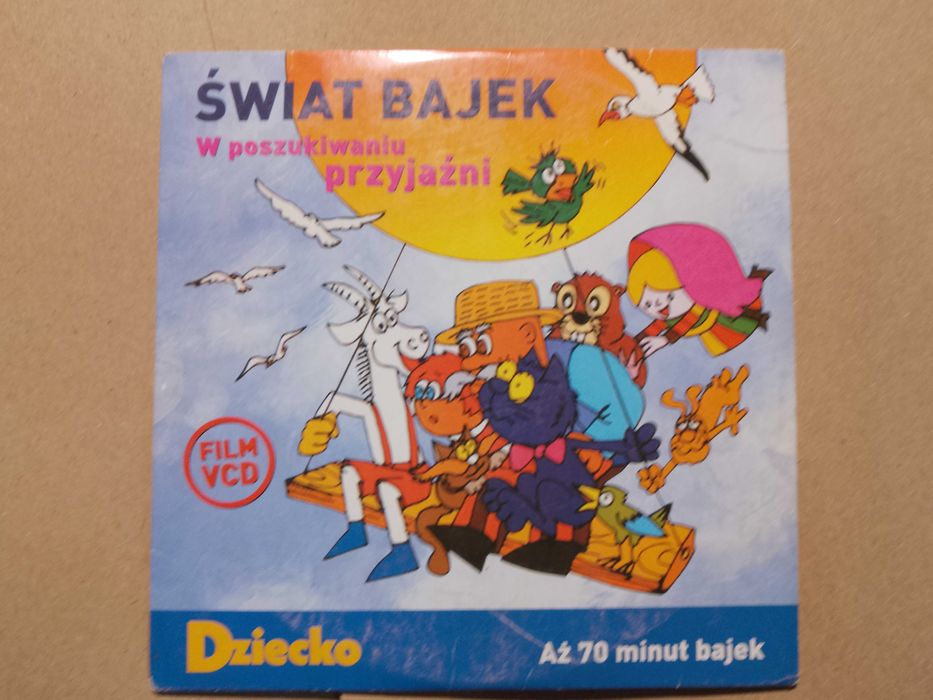 ŚWIAT BAJEK
W poszukiwaniu
przyjaźni
FILM
VCD
Dziecko
Aż 70 minut bajek